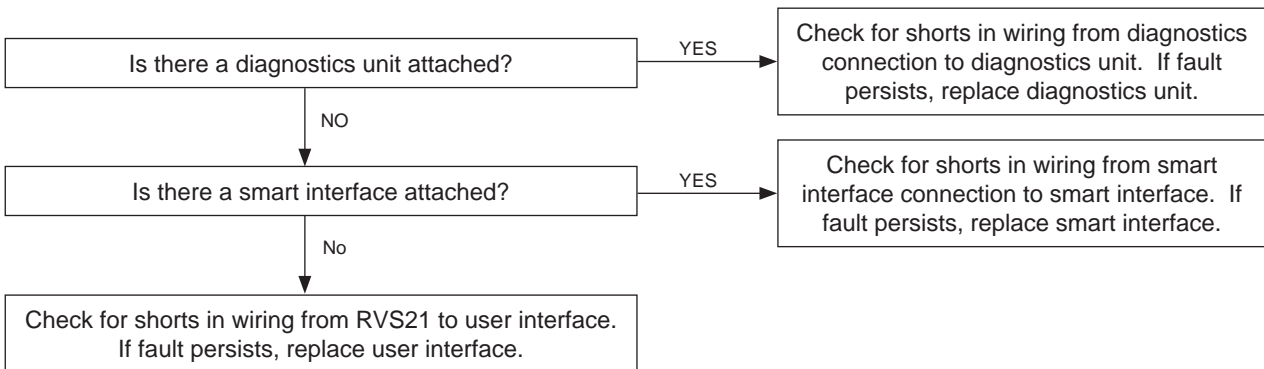 Is there a diagnostics unit attached?
YES
Check for shorts in wiring from diagnostics
connection to diagnostics unit.  If fault
persists, replace diagnostics unit.
NO
Is there a smart interface attached?
YES
Check for shorts in wiring from smart
interface connection to smart interface.  If
fault persists, replace smart interface.
No
Check for shorts in wiring from RVS21 to user interface.
If fault persists, replace user interface.